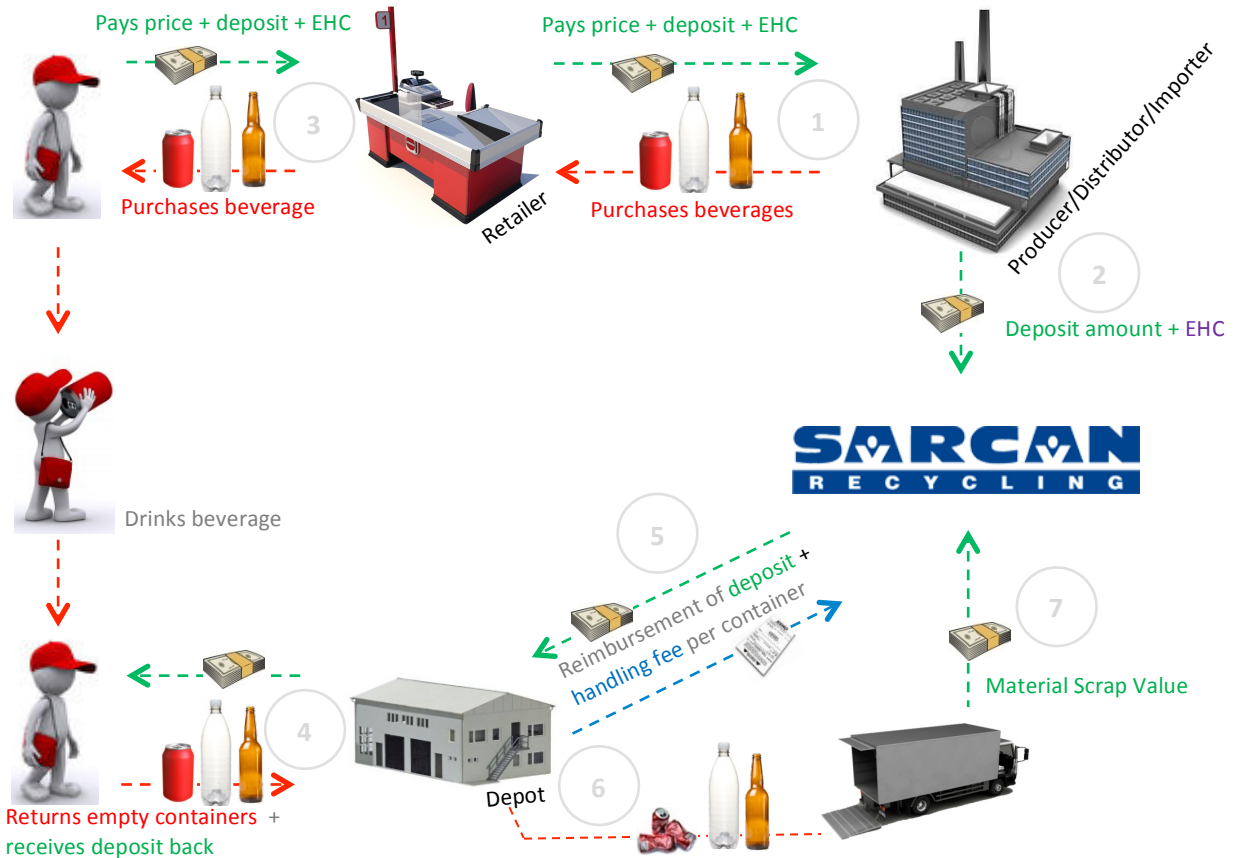 Pays price + deposit + EHC
Pays price + deposit + EHC
1
3
1
Purchases beverage
Retailer
Purchases beverages
Producer/Distributor/Importer
2
Deposit amount + EHC
SARCAN
RECYCLING
Drinks beverage
5
Reimbursement of deposit +
handling fee per container
7
Material Scrap Value
4
Depot
6
Returns empty containers +
receives deposit back